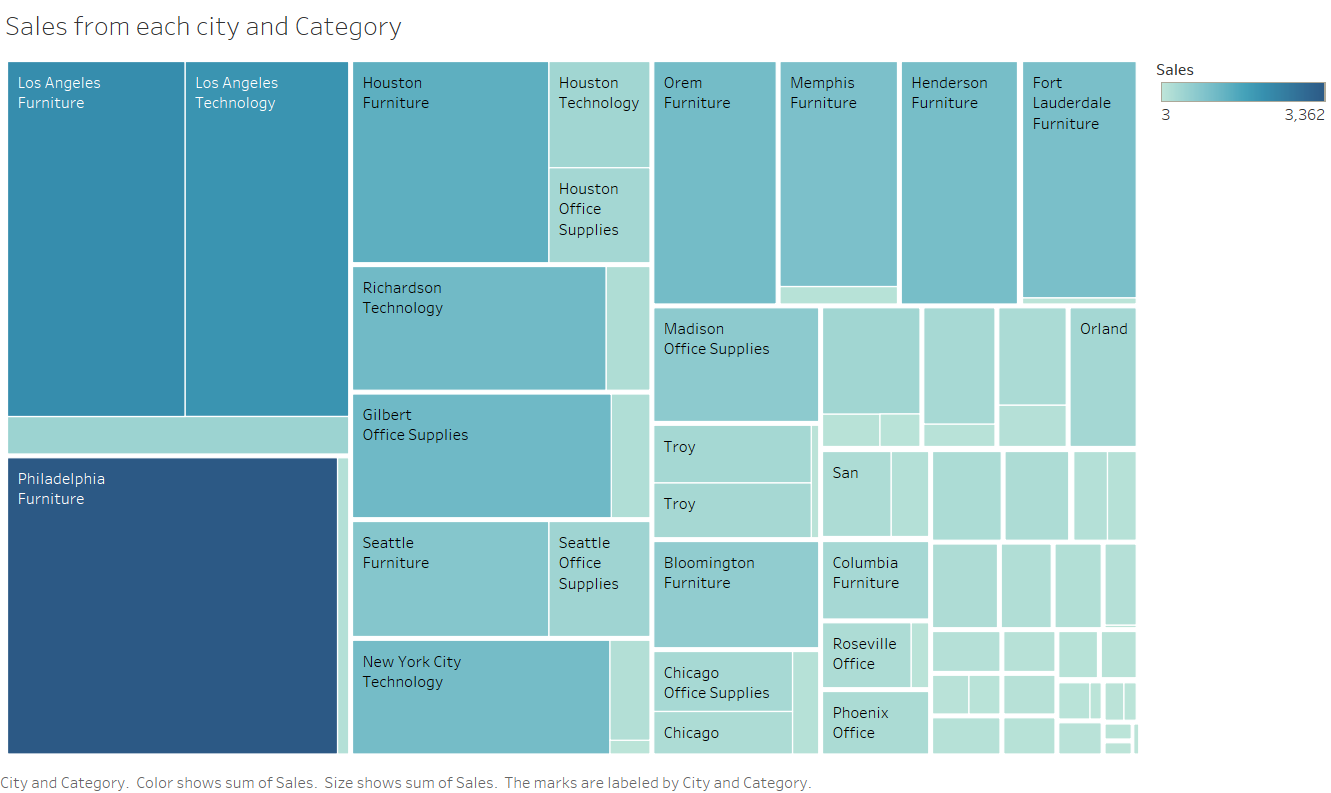 Sales from each city and Category
Los Angeles
Furniture
Los Angeles
Technology
Philadelphia
Furniture
Houston
Furniture
Houston
Technology
Houston
Office
Supplies
Richardson
Technology
Gilbert
Office Supplies
Seattle
Furniture
Seattle
Office
Supplies
New York City
Technology
Orem
Furniture
Memphis
Furniture
Henderson
Furniture
Fort
Lauderdale
Furniture
Madison
Office Supplies
Troy
Troy
Bloomington
Furniture
Chicago
Office Supplies
Chicago
Orland
San
Columbia
Furniture
Roseville
Office
Phoenix
Office
Sales
3 3,362
City and Category. Color shows sum of Sales. Size shows sum of Sales. The marks are labeled by City and Category.